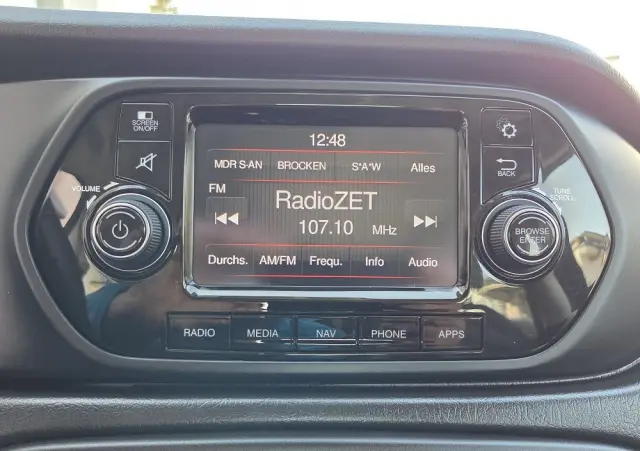 SCREEN
ON/OFF
VOLUME
12:48
MDR S-AN BROCKEN S*A*W Alles
FM
RadioZET
107.10 MHz
Durchs. AM/FM Frequ. Info Audio
BACK
TUNE
SCROLL
BROWSE
ENTER
RADIO MEDIA NAV PHONE APPS